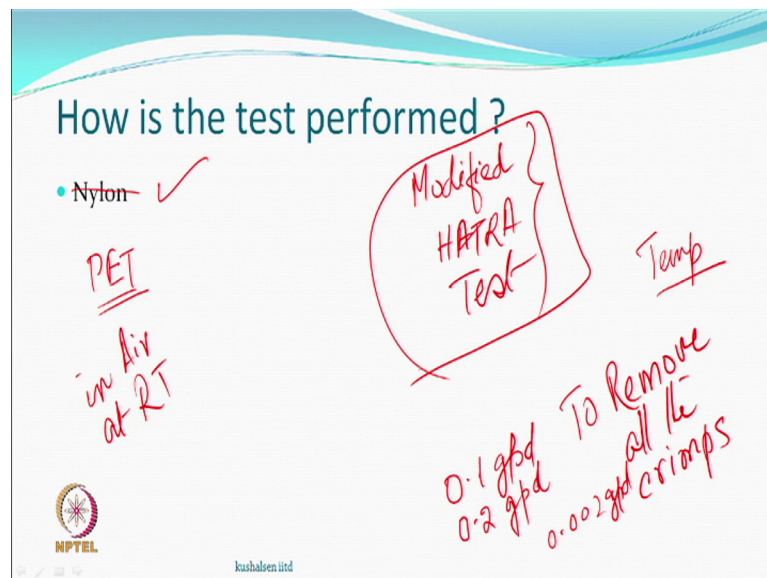 How is the test performed ?
• Nylon
PET
in Air
at RT
Modified
HATRA
Test
Temp
To Remove
all the
crimps
0.1 gpd
0.2 gpd
0.002 gpd
NPTEL
kushalsen iitd